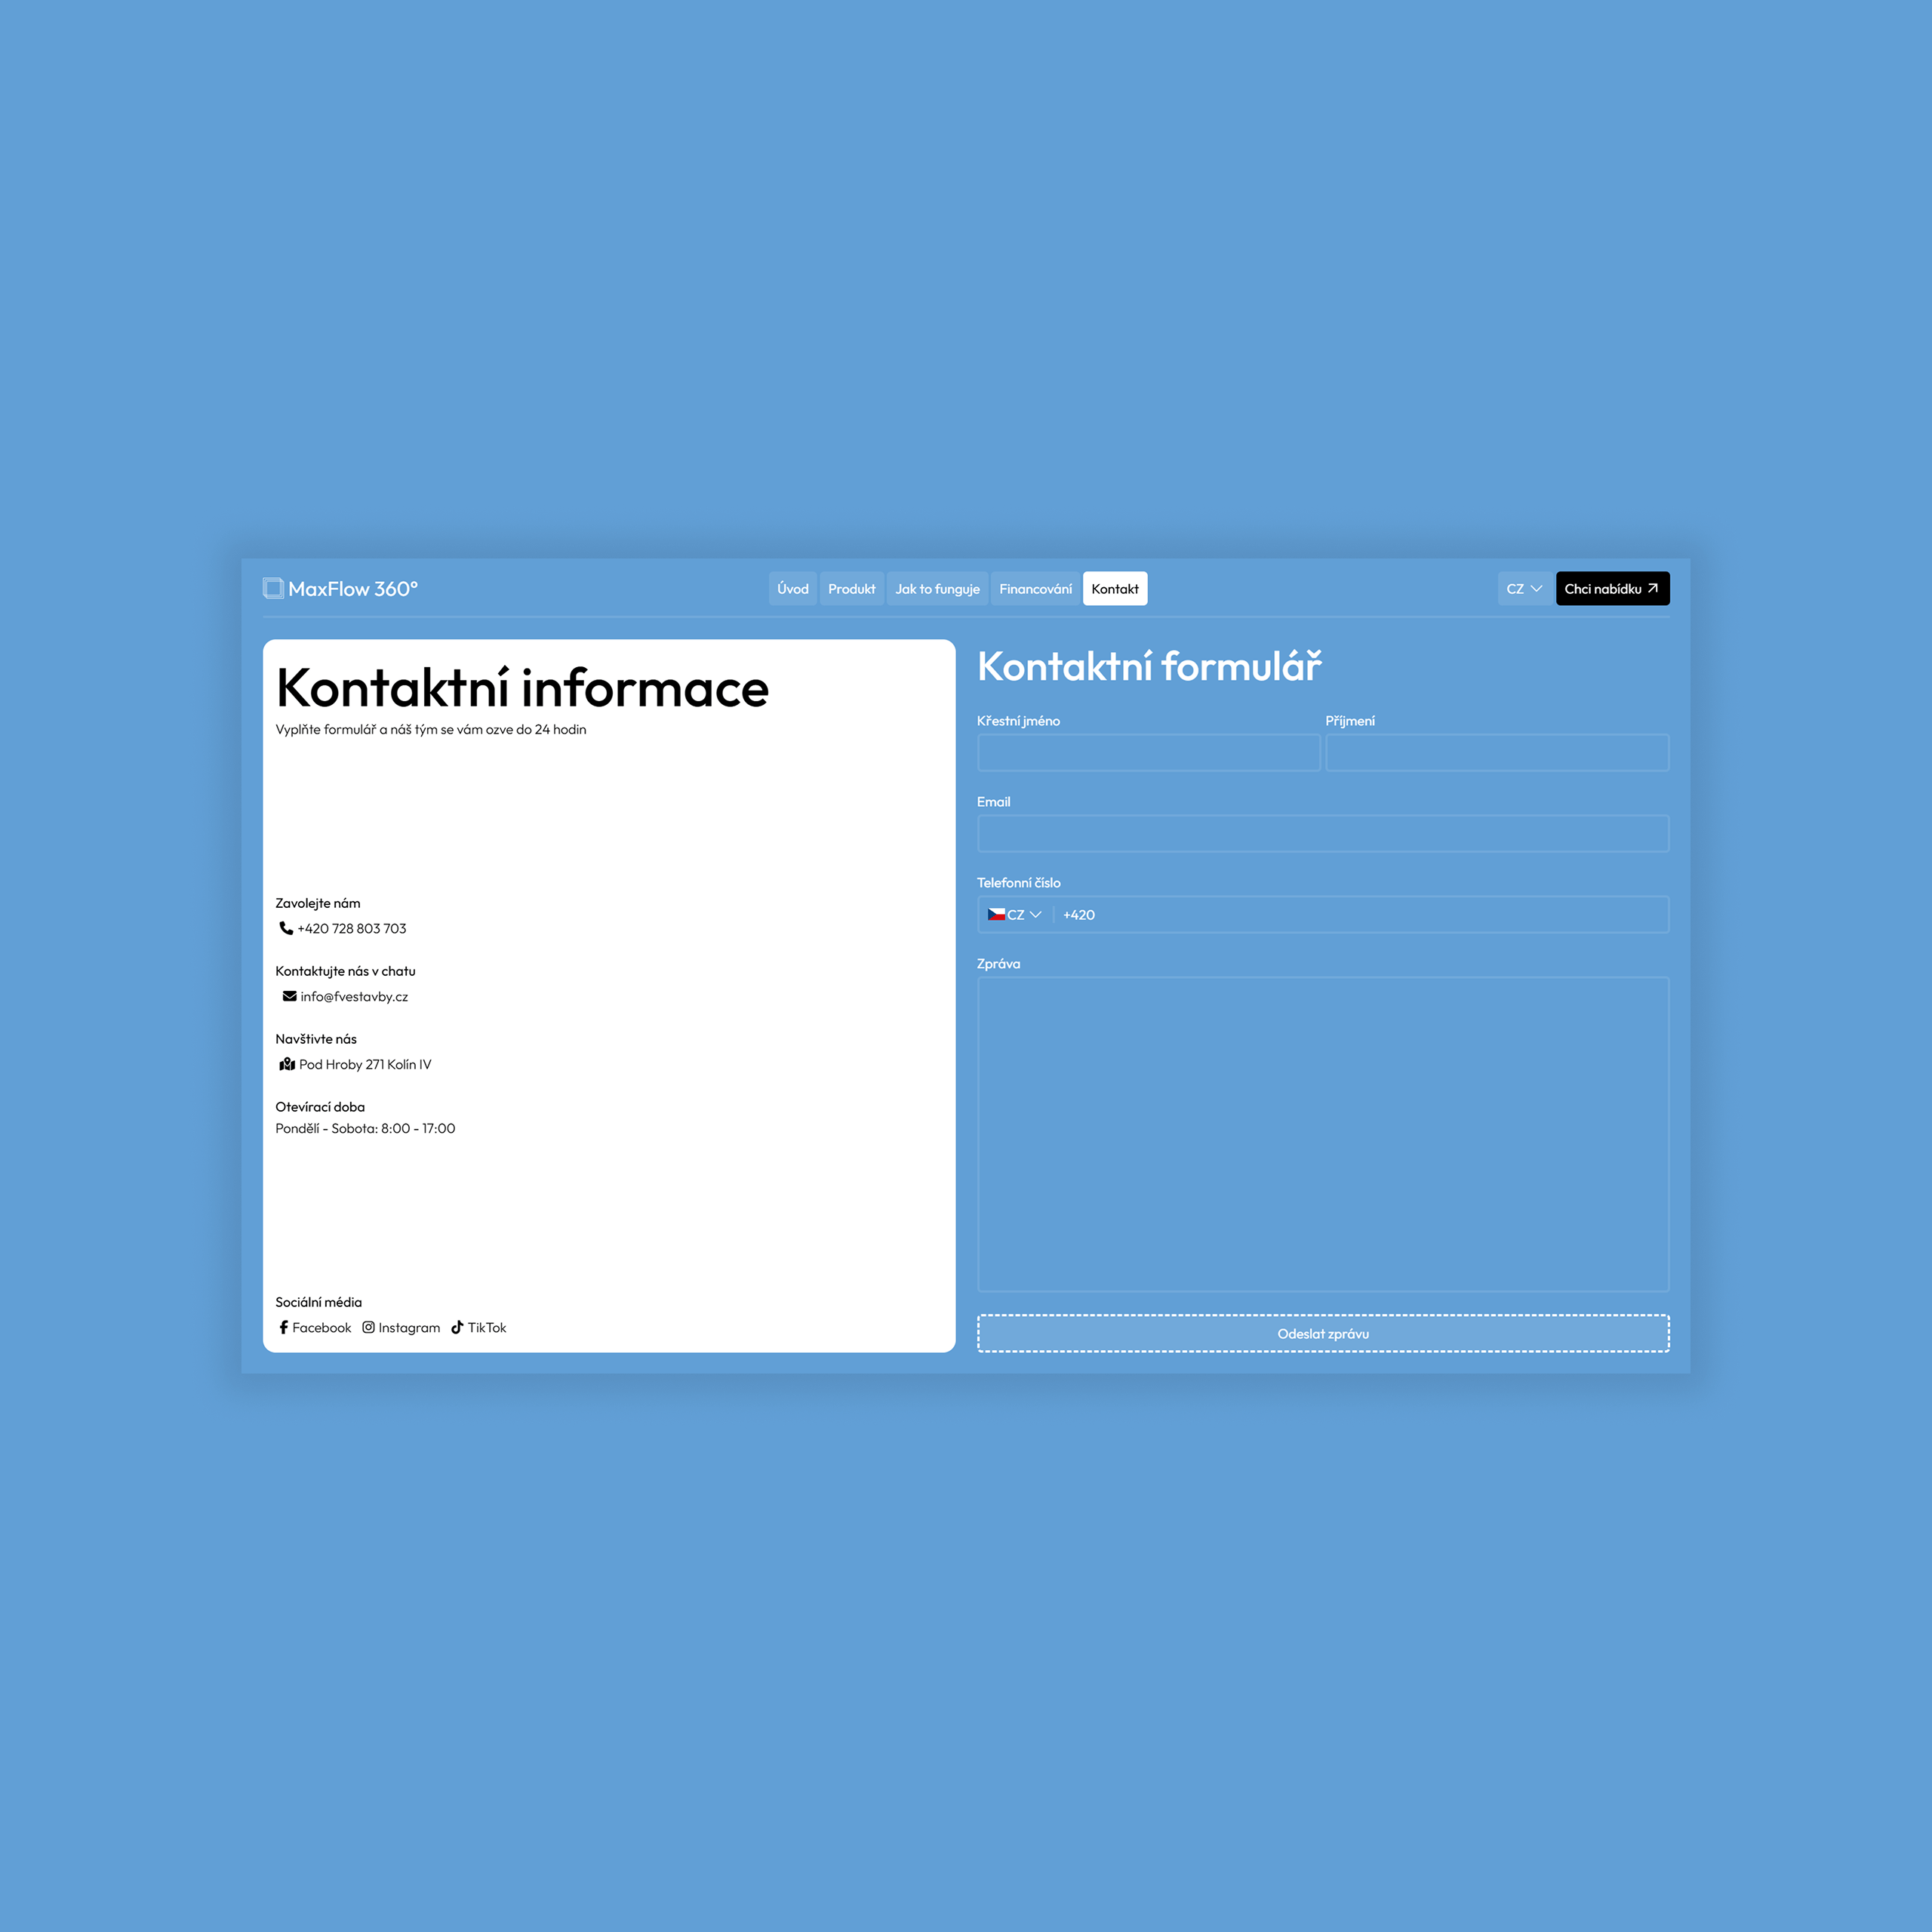 MaxFlow 360°
Úvod
Produkt
Jak to funguje
Financování
Kontakt
CZ
Chci nabídku
Kontaktní informace
Vyplňte formulář a náš tým se vám ozve do 24 hodin
Zavolejte nám
+420 728 803 703
Kontaktujte nás v chatu
info@fvestavby.cz
Navštivte nás
Pod Hroby 271 Kolín IV
Otevírací doba
Pondělí - Sobota: 8:00 - 17:00
Sociální média
Facebook
Instagram
TikTok
Kontaktní formulář
Křestní jméno
Příjmení
Email
Telefonní číslo
CZ
+420
Zpráva
Odeslat zprávu